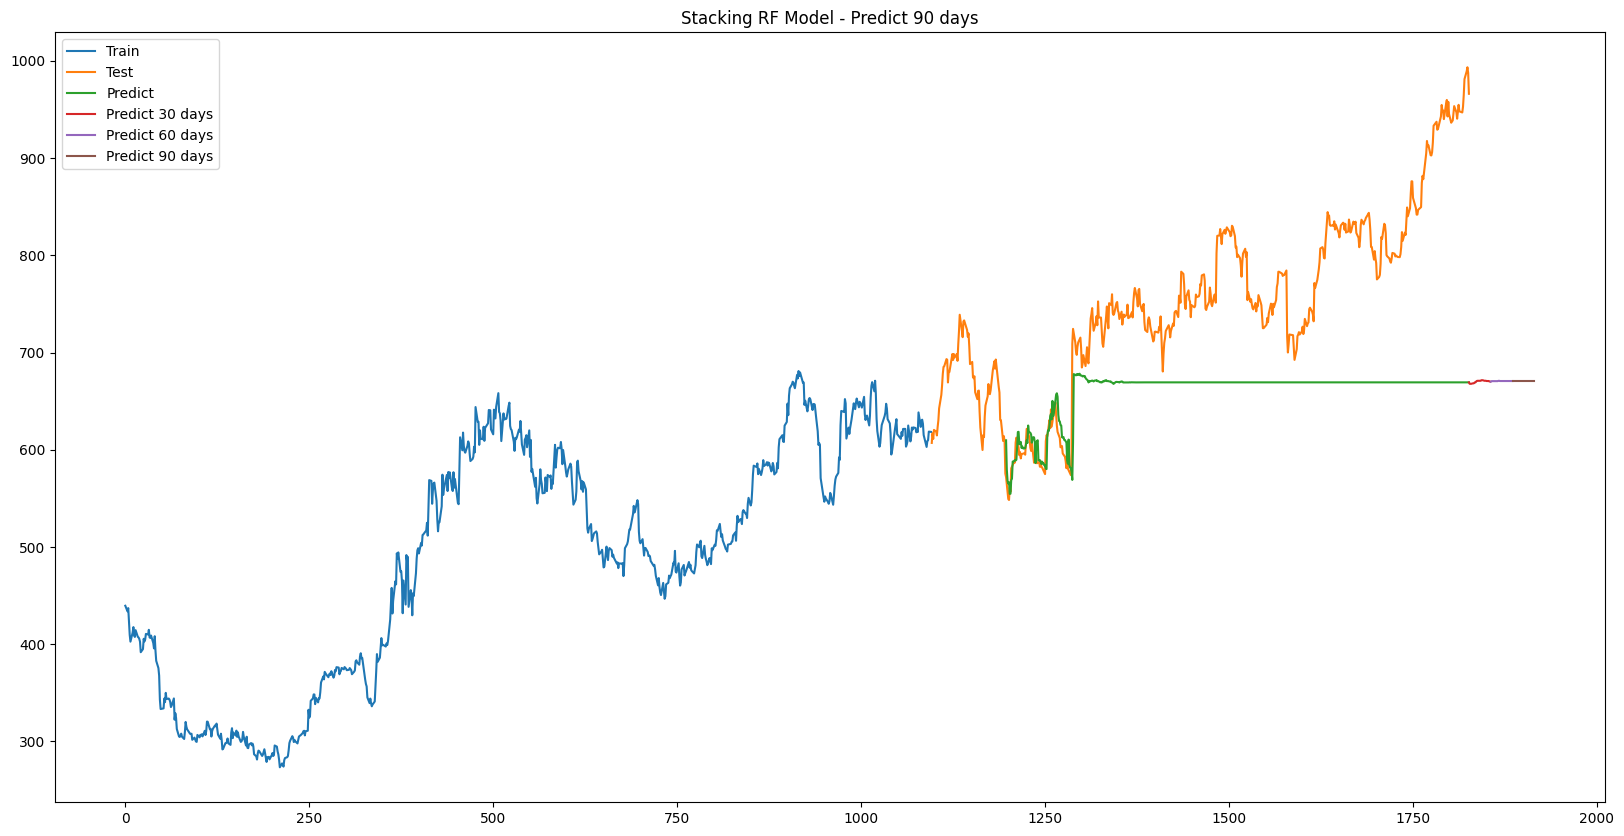 Stacking RF Model - Predict 90 days
Train
Test
Predict
Predict 30 days
Predict 60 days
Predict 90 days
1000
900
800
700
600
500
400
300
0 250 500 750 1000 1250 1500 1750 2000